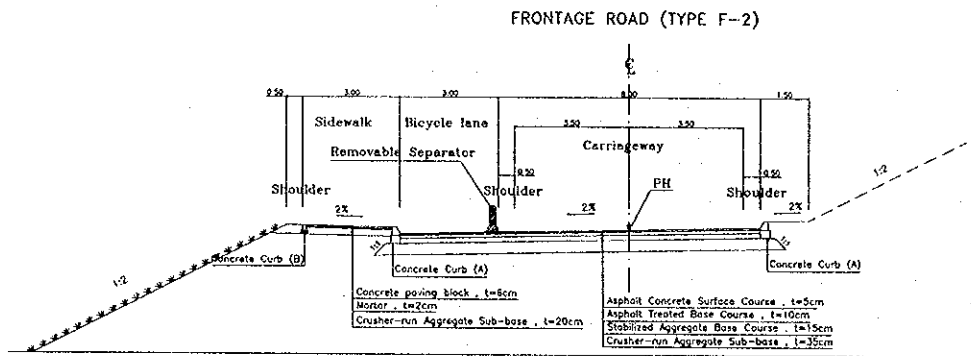 FRONTAGE ROAD (TYPE F-2)
℄
0.50 3.00 3.00 8.00 1.50
3.50 3.50
Sidewalk Bicycle lane
Carringeway
Removable Separator
0.50 0.50
Shoulder Shoulder PH Shoulder
2% 2% 2%
1:2
1:1 1:1
Concrete Curb (B) Concrete Curb (A) Concrete Curb (A)
1:2
Concrete paving block , t=6cm
Mortar , t=2cm
Crusher-run Aggregate Sub-base , t=20cm
Asphalt Concrete Surface Course , t=5cm
Asphalt Treated Base Course , t=10cm
Stabilized Aggregate Base Course , t=15cm
Crusher-run Aggregate Sub-base , t=35cm